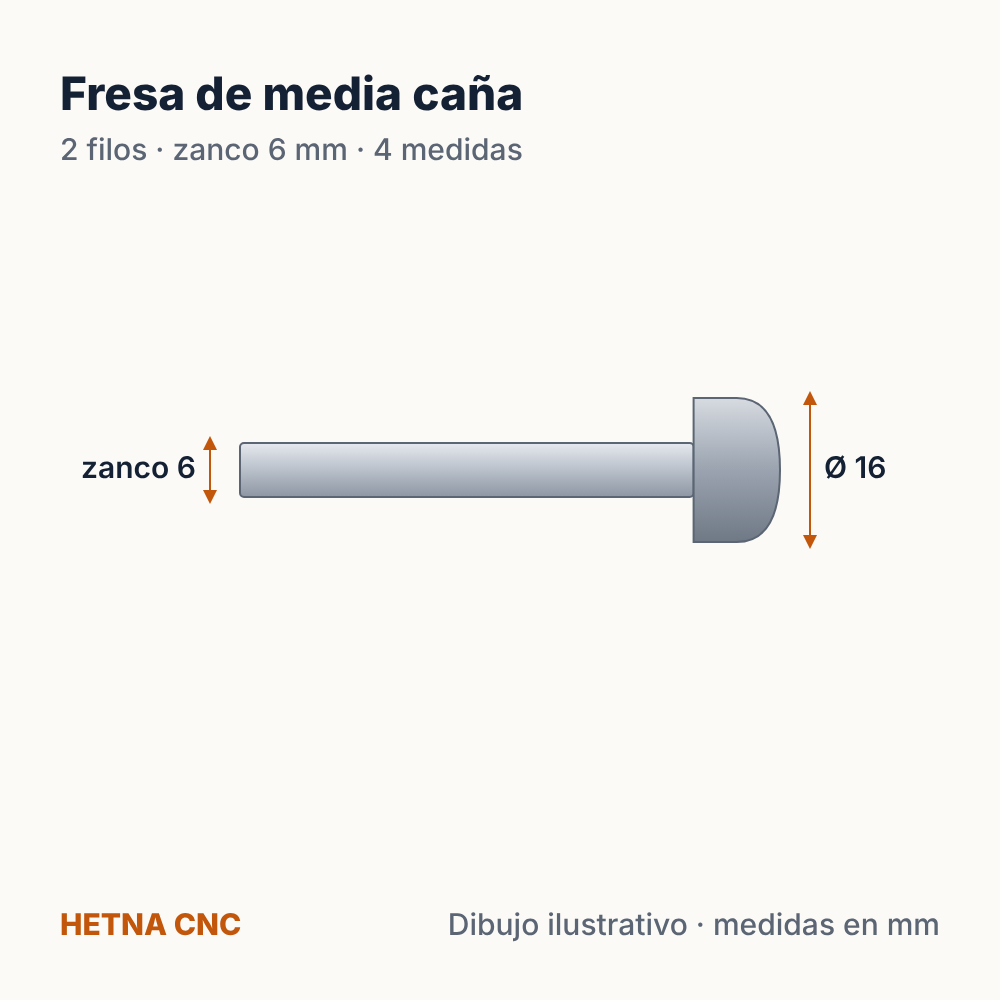 Fresa de media caña
2 filos · zanco 6 mm · 4 medidas
zanco 6
Ø 16
HETNA CNC
Dibujo ilustrativo · medidas en mm